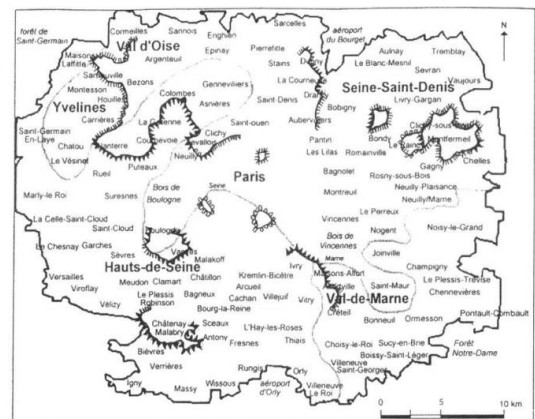 forêt de
Saint-Germain
Cormeilles
Sannois
Enghien
Sarcelles
aéroport
du Bourget
N
Val d'Oise
Argenteuil
Epinay
Pierrefitte
Stains
Dugny
Aulnay
Tremblay
Le Blanc-Mesnil
Sevran
Vaujours
Maisons
Laffitte
Sartrouville
Bezons
Montesson
Houilles
Yvelines
Carrières
Colombes
Gennevilliers
Asnières
Saint-Denis
La Courneuve
Drancy
Bobigny
Seine-Saint-Denis
Livry-Gargan
Saint-Germain
En-Laye
Chatou
Le Vésinet
Nanterre
La Garenne
Courbevoie
Clichy
Levallois
Neuilly
Saint-ouen
Aubervilliers
Pantin
Les Lilas
Romainville
Bondy
Le Raincy
Clichy-sous-Bois
Montfermeil
Gagny
Chelles
Puteaux
Rueil
Paris
Bagnolet
Rosny-sous-Bois
Neuilly-Plaisance
Neuilly/Marne
Marly-le Roi
Suresnes
Bois de
Boulogne
Seine
Montreuil
Vincennes
Le Perreux
Noisy-le-Grand
La Celle-Saint-Cloud
Saint-Cloud
Boulogne
Bois de
Vincennes
Nogent
Joinville
Le Chesnay
Garches
Sèvres
Vanves
Malakoff
Hauts-de-Seine
Ivry
Marne
Maisons-Alfort
Champigny
Le Plessis-Trévise
Versailles
Viroflay
Meudon
Clamart
Châtillon
Kremlin-Bicêtre
Arcueil
Cachan
Villejuif
Vitry
Alfortville
Val-de-Marne
Saint-Maur
Chennevières
Vélizy
Le Plessis
Robinson
Bagneux
Bourg-la-Reine
Créteil
Bonneuil
Ormesson
Pontault-Combault
Châtenay
Malabry
Sceaux
Antony
L'Haÿ-les-Roses
Fresnes
Thiais
Choisy-le-Roi
Sucy-en-Brie
Boissy-Saint-Léger
Forêt
Notre-Dame
Bièvres
Verrières
Villeneuve
Saint-Georges
Igny
Massy
Wissous
Rungis
aéroport
d'Orly
Orly
Villeneuve
Le Roi
0 5 10 km